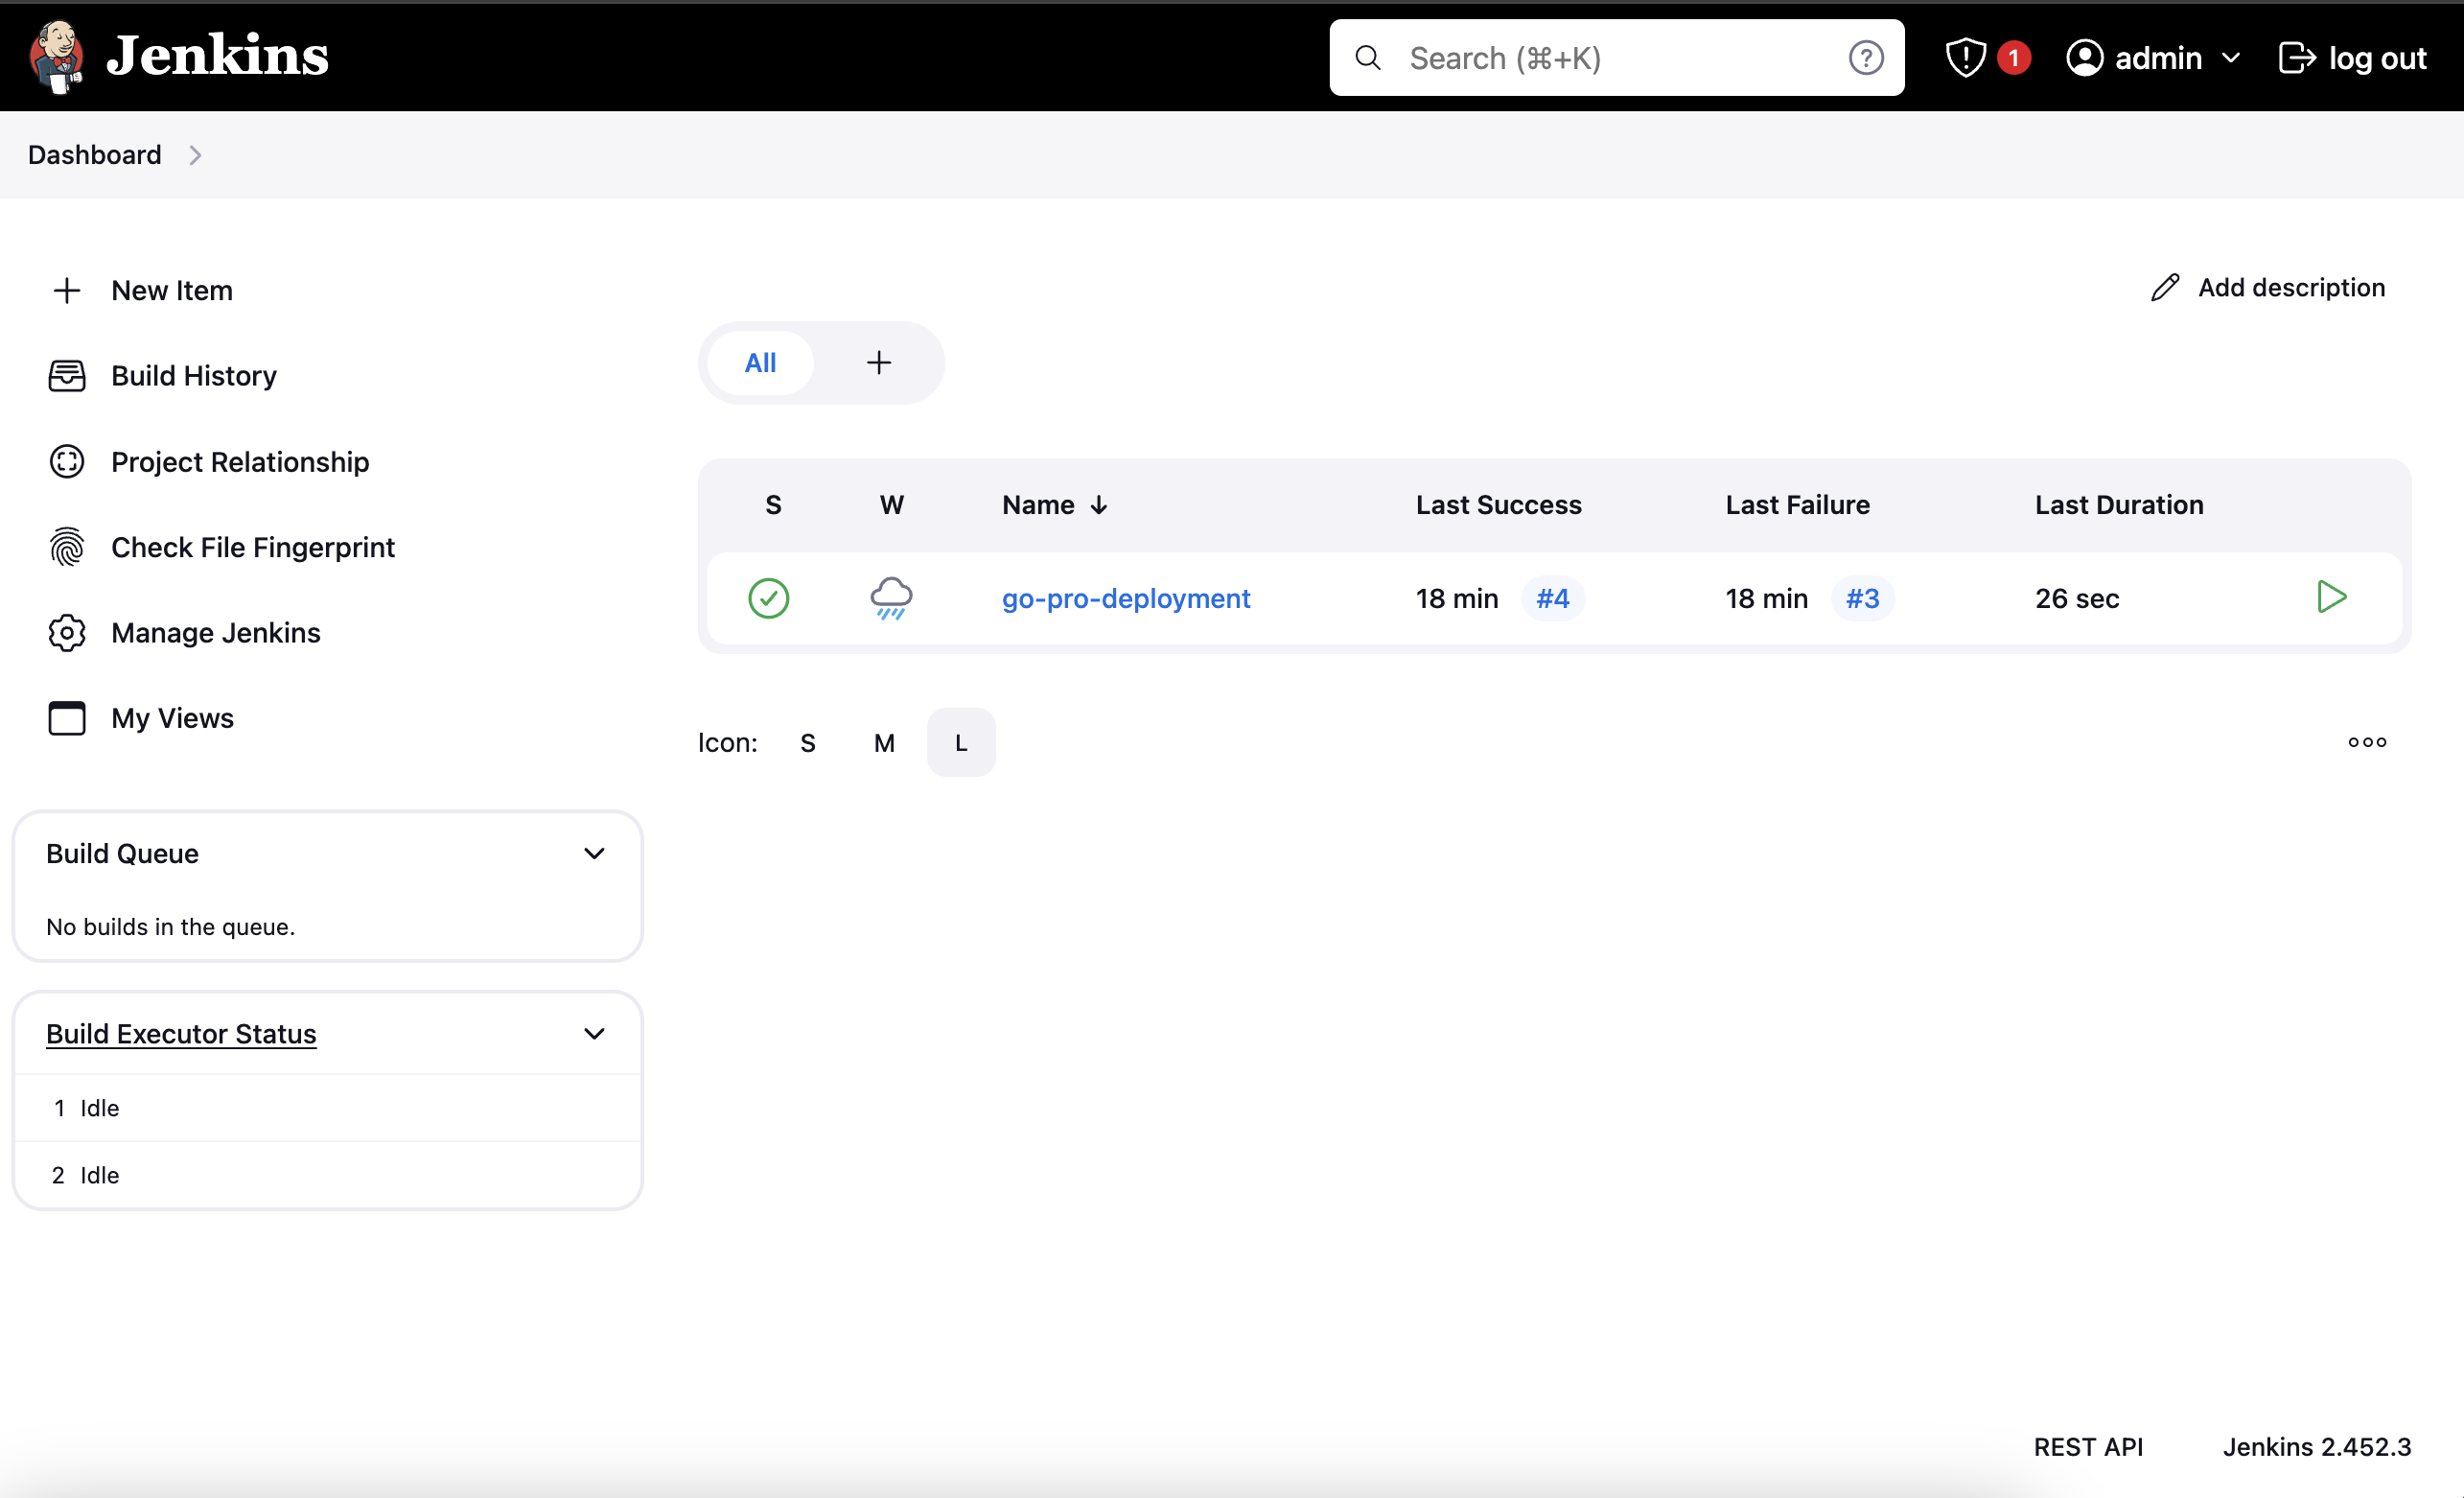 Jenkins
Search (⌘+K)
1
admin
log out
Dashboard
New Item
Build History
Project Relationship
Check File Fingerprint
Manage Jenkins
My Views
Build Queue
No builds in the queue.
Build Executor Status
1 Idle
2 Idle
Add description
All +
S W Name ↓ Last Success Last Failure Last Duration
go-pro-deployment 18 min #4 18 min #3 26 sec
Icon: S M L
REST API Jenkins 2.452.3